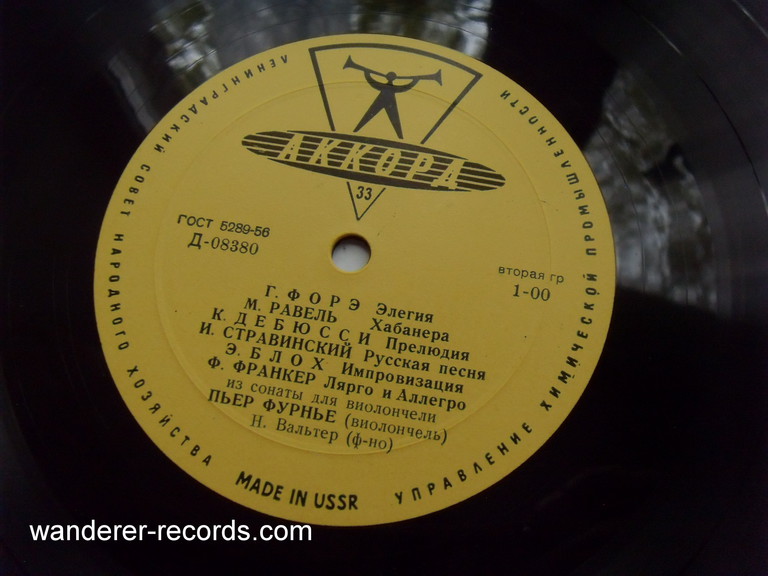 ЛЕНИНГРАДСКИЙ СОВЕТ НАРОДНОГО ХОЗЯЙСТВА
УПРАВЛЕНИЕ ХИМИЧЕСКОЙ ПРОМЫШЛЕННОСТИ
АККОРД
33
ГОСТ 5289-56
Д-08380
вторая гр
1-00
Г. ФОРЭ Элегия
М. РАВЕЛЬ Хабанера
К. ДЕБЮССИ Прелюдия
И. СТРАВИНСКИЙ Русская песня
Э. БЛОХ Импровизация
Ф. ФРАНКЕР Лярго и Аллегро
из сонаты для виолончели
ПЬЕР ФУРНЬЕ (виолончель)
Н. Вальтер (ф-но)
MADE IN USSR
wanderer-records.com